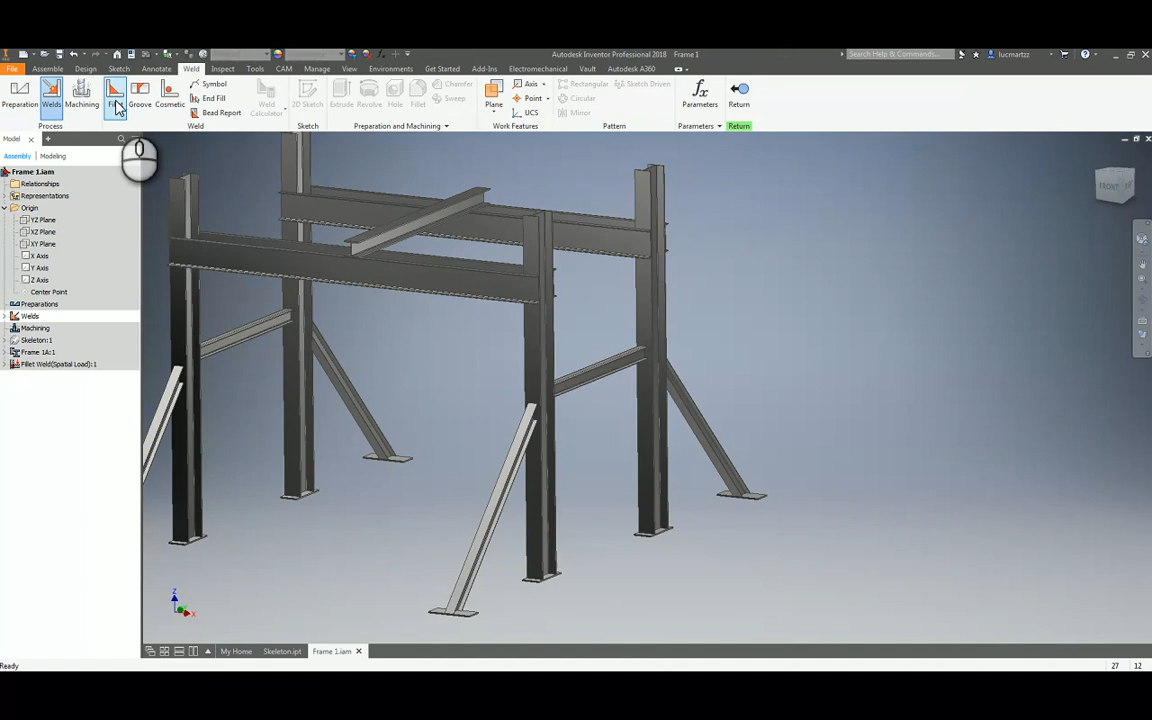 Autodesk Inventor Professional 2018 Frame 1
Search Help & Commands...
lucmartzz
File Assembly Design Sketch Annotate Weld Inspect Tools CAM Manage View Environments Get Started Add-Ins Electromechanical Vault Autodesk A360
Preparation Welds Machining
Groove Cosmetic
Symbol
End Fill
Bead Report
Weld Calculator
2D Sketch
Extrude Revolve Hole Fillet
Chamfer
Sweep
Plane
Axis
Point
UCS
Rectangular Sketch Driven
Circular
Mirror
Parameters
Return
Process Weld Sketch Preparation and Machining Work Features Pattern Parameters Return
Model
Assembly Modeling
Frame 1.iam
Relationships
Representations
Origin
YZ Plane
XZ Plane
XY Plane
X Axis
Y Axis
Z Axis
Center Point
Preparations
Welds
Machining
Skeleton:1
Frame 1A:1
Fillet Weld(Spatial Load):1
FRONT
Z
X
My Home Skeleton.ipt Frame 1.iam
Ready
27 12